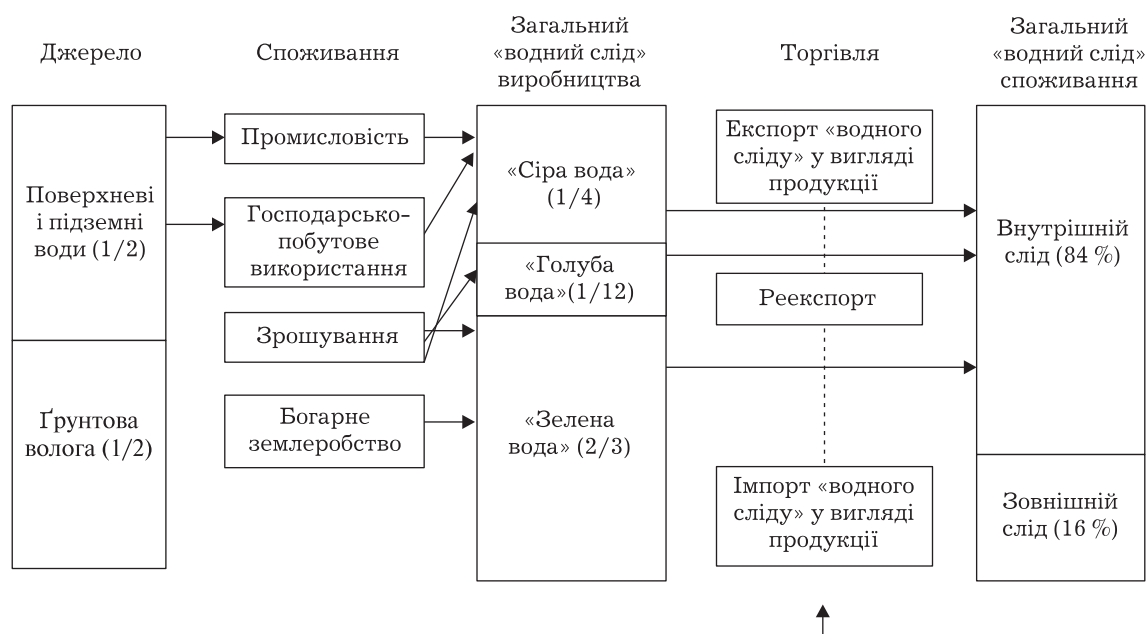 Джерело
Споживання
Загальний
«водний слід»
виробництва
Торгівля
Загальний
«водний слід»
споживання
Поверхневі
і підземні
води (1/2)
Ґрунтова
волога (1/2)
Промисловість
Господарсько-
побутове
використання
Зрошування
Богарне
землеробство
«Сіра вода»
(1/4)
«Голуба
вода»(1/12)
«Зелена
вода» (2/3)
Експорт «водного
сліду» у вигляді
продукції
Реекспорт
Імпорт «водного
сліду» у вигляді
продукції
Внутрішній
слід (84 %)
Зовнішній
слід (16 %)